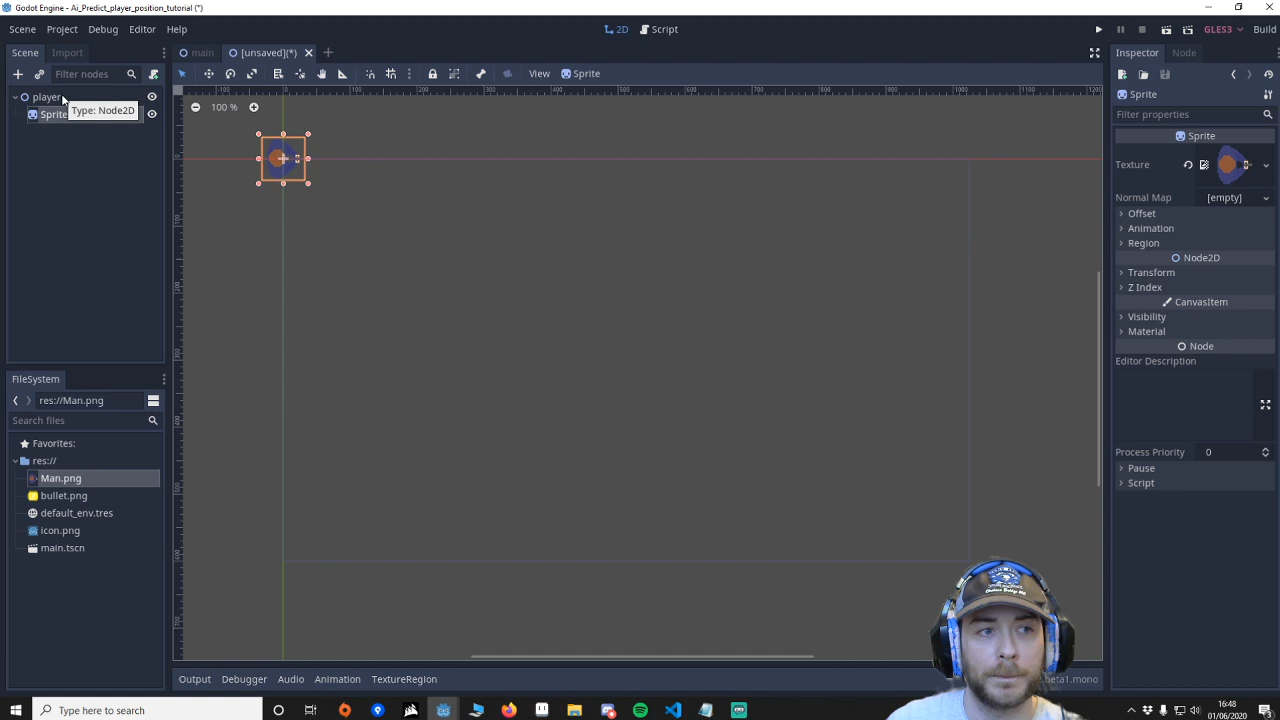 Godot Engine - Ai_Predict_player_position_tutorial (*)
Scene Project Debug Editor Help
2D Script
GLES3 Build
Scene Import
main [unsaved](*)
Inspector Node
Filter nodes
View Sprite
player
Type: Node2D
Sprite
100 %
Sprite
Filter properties
Sprite
Texture
Normal Map [empty]
Offset
Animation
Region
Node2D
Transform
Z Index
CanvasItem
Visibility
Material
Node
Editor Description
Process Priority 0
Pause
Script
FileSystem
res://Man.png
Search files
Favorites:
res://
Man.png
bullet.png
default_env.tres
icon.png
main.tscn
Output Debugger Audio Animation TextureRegion
beta1.mono
Type here to search
16:48
01/06/2020